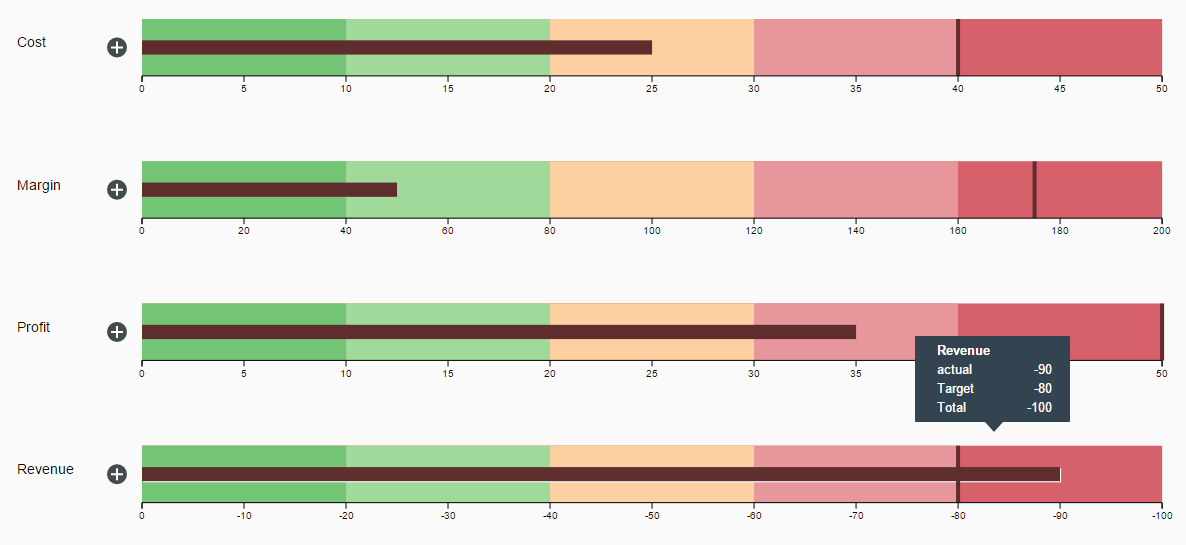 Cost
0 5 10 15 20 25 30 35 40 45 50
Margin
0 20 40 60 80 100 120 140 160 180 200
Profit
0 5 10 15 20 25 30 35 50
Revenue
actual -90
Target -80
Total -100
Revenue
0 -10 -20 -30 -40 -50 -60 -70 -80 -90 -100